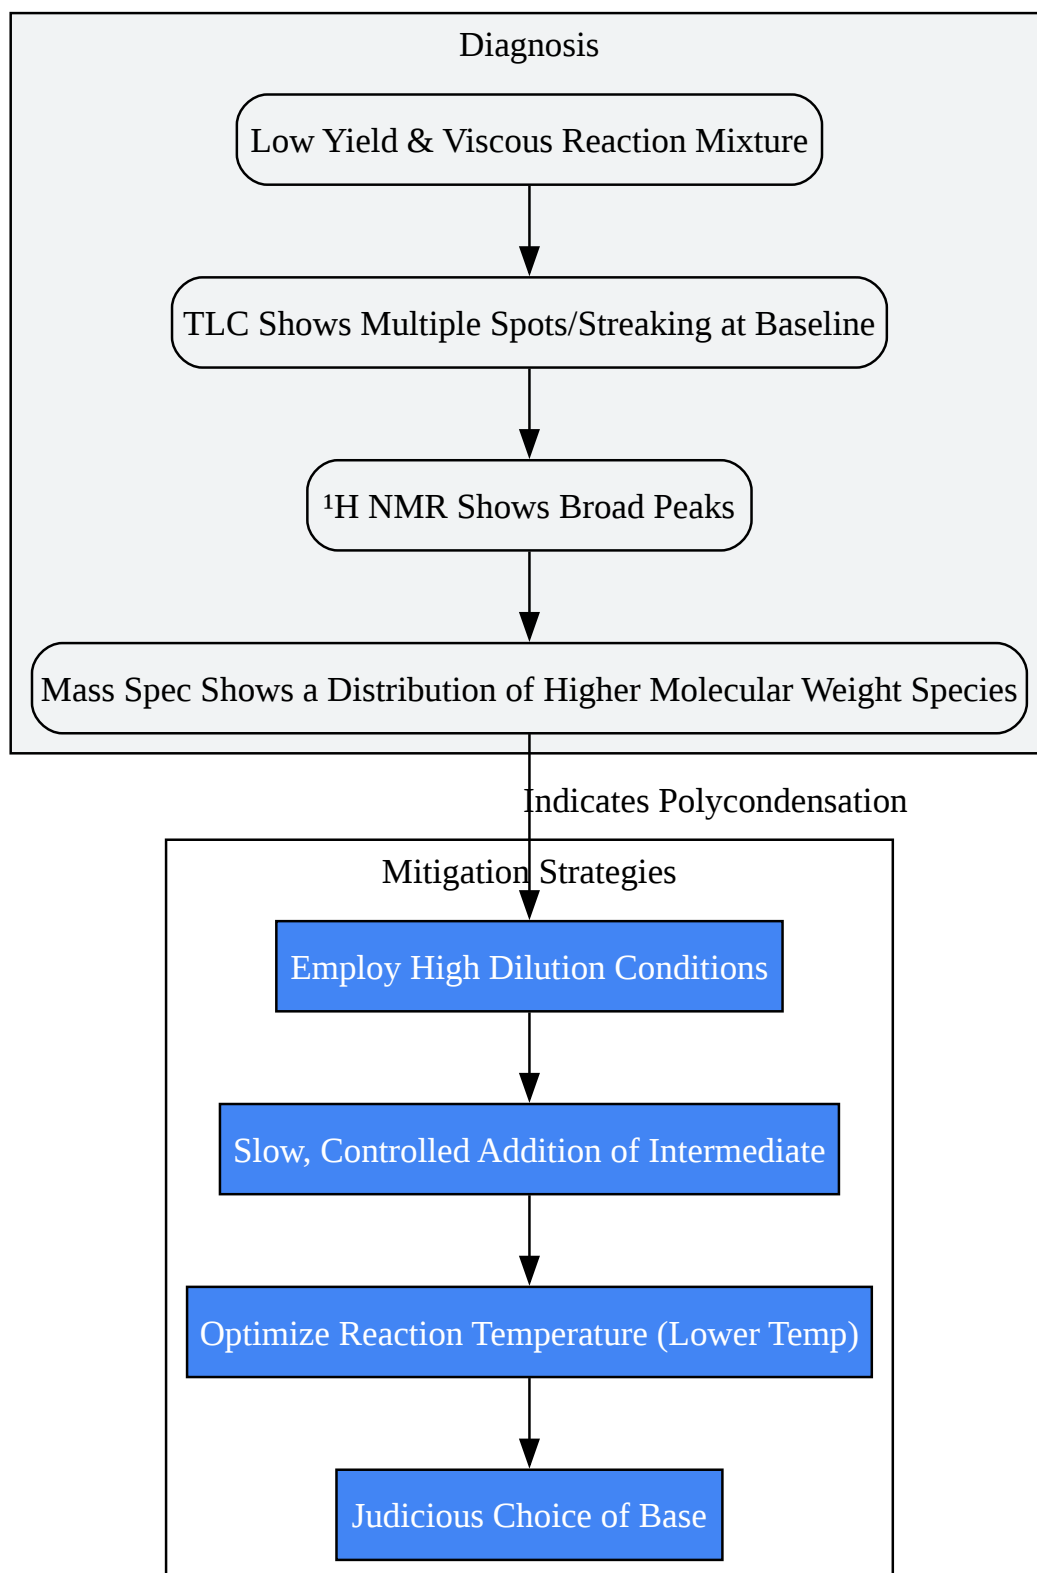 Diagnosis
Low Yield & Viscous Reaction Mixture
TLC Shows Multiple Spots/Streaking at Baseline
¹H NMR Shows Broad Peaks
Mass Spec Shows a Distribution of Higher Molecular Weight Species
Indicates Polycondensation
Mitigation Strategies
Employ High Dilution Conditions
Slow, Controlled Addition of Intermediate
Optimize Reaction Temperature (Lower Temp)
Judicious Choice of Base